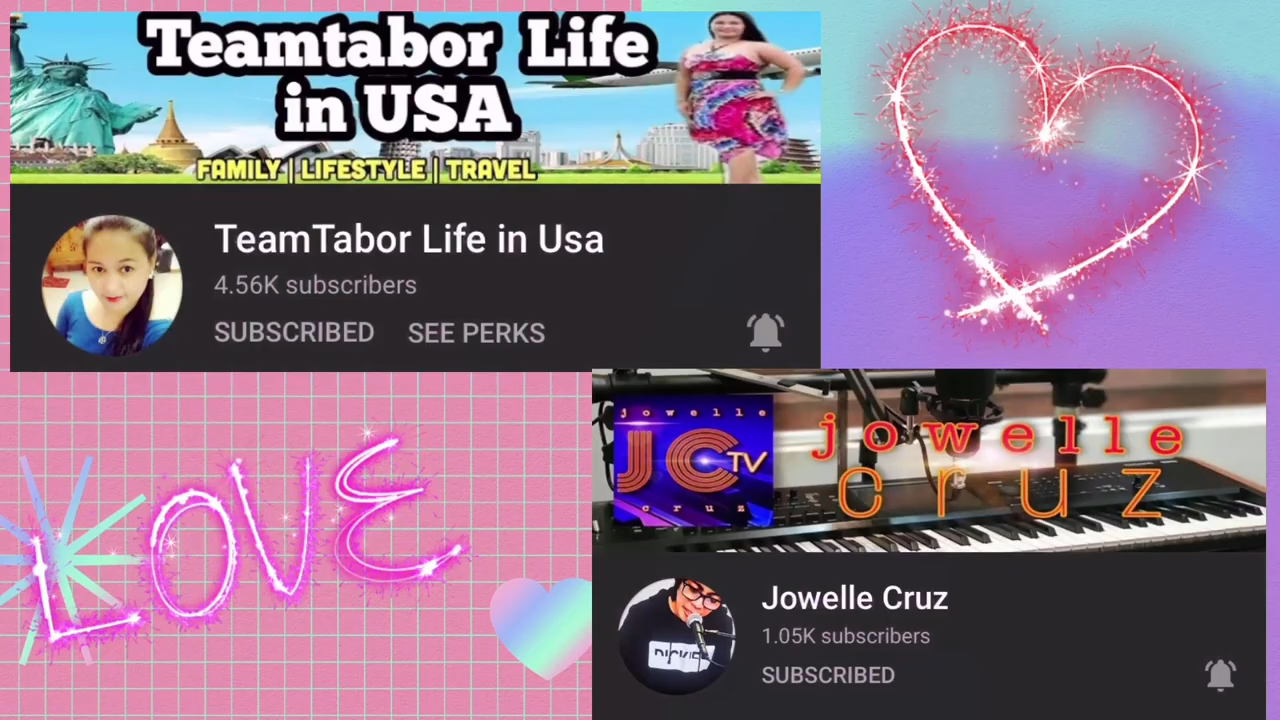 Teamtabor Life
in USA
FAMILY | LIFESTYLE | TRAVEL
TeamTabor Life in Usa
4.56K subscribers
SUBSCRIBED SEE PERKS
LOVE
jowelle
JC TV
cruz
jowelle
cruz
Jowelle Cruz
1.05K subscribers
SUBSCRIBED